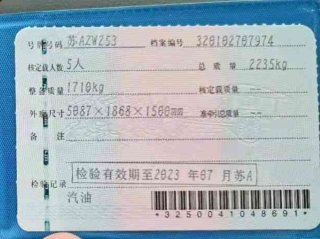 号牌号码 苏AZW253 档案编号 320102707974
核定载人数 5人 总质量 2235kg
整备质量 1710kg 核定载质量 --
外廓尺寸 5087×1868×1500mm 准牵引总质量 --
备注
检验有效期至2023年07月苏A
检验记录
汽油
*3250041048691*